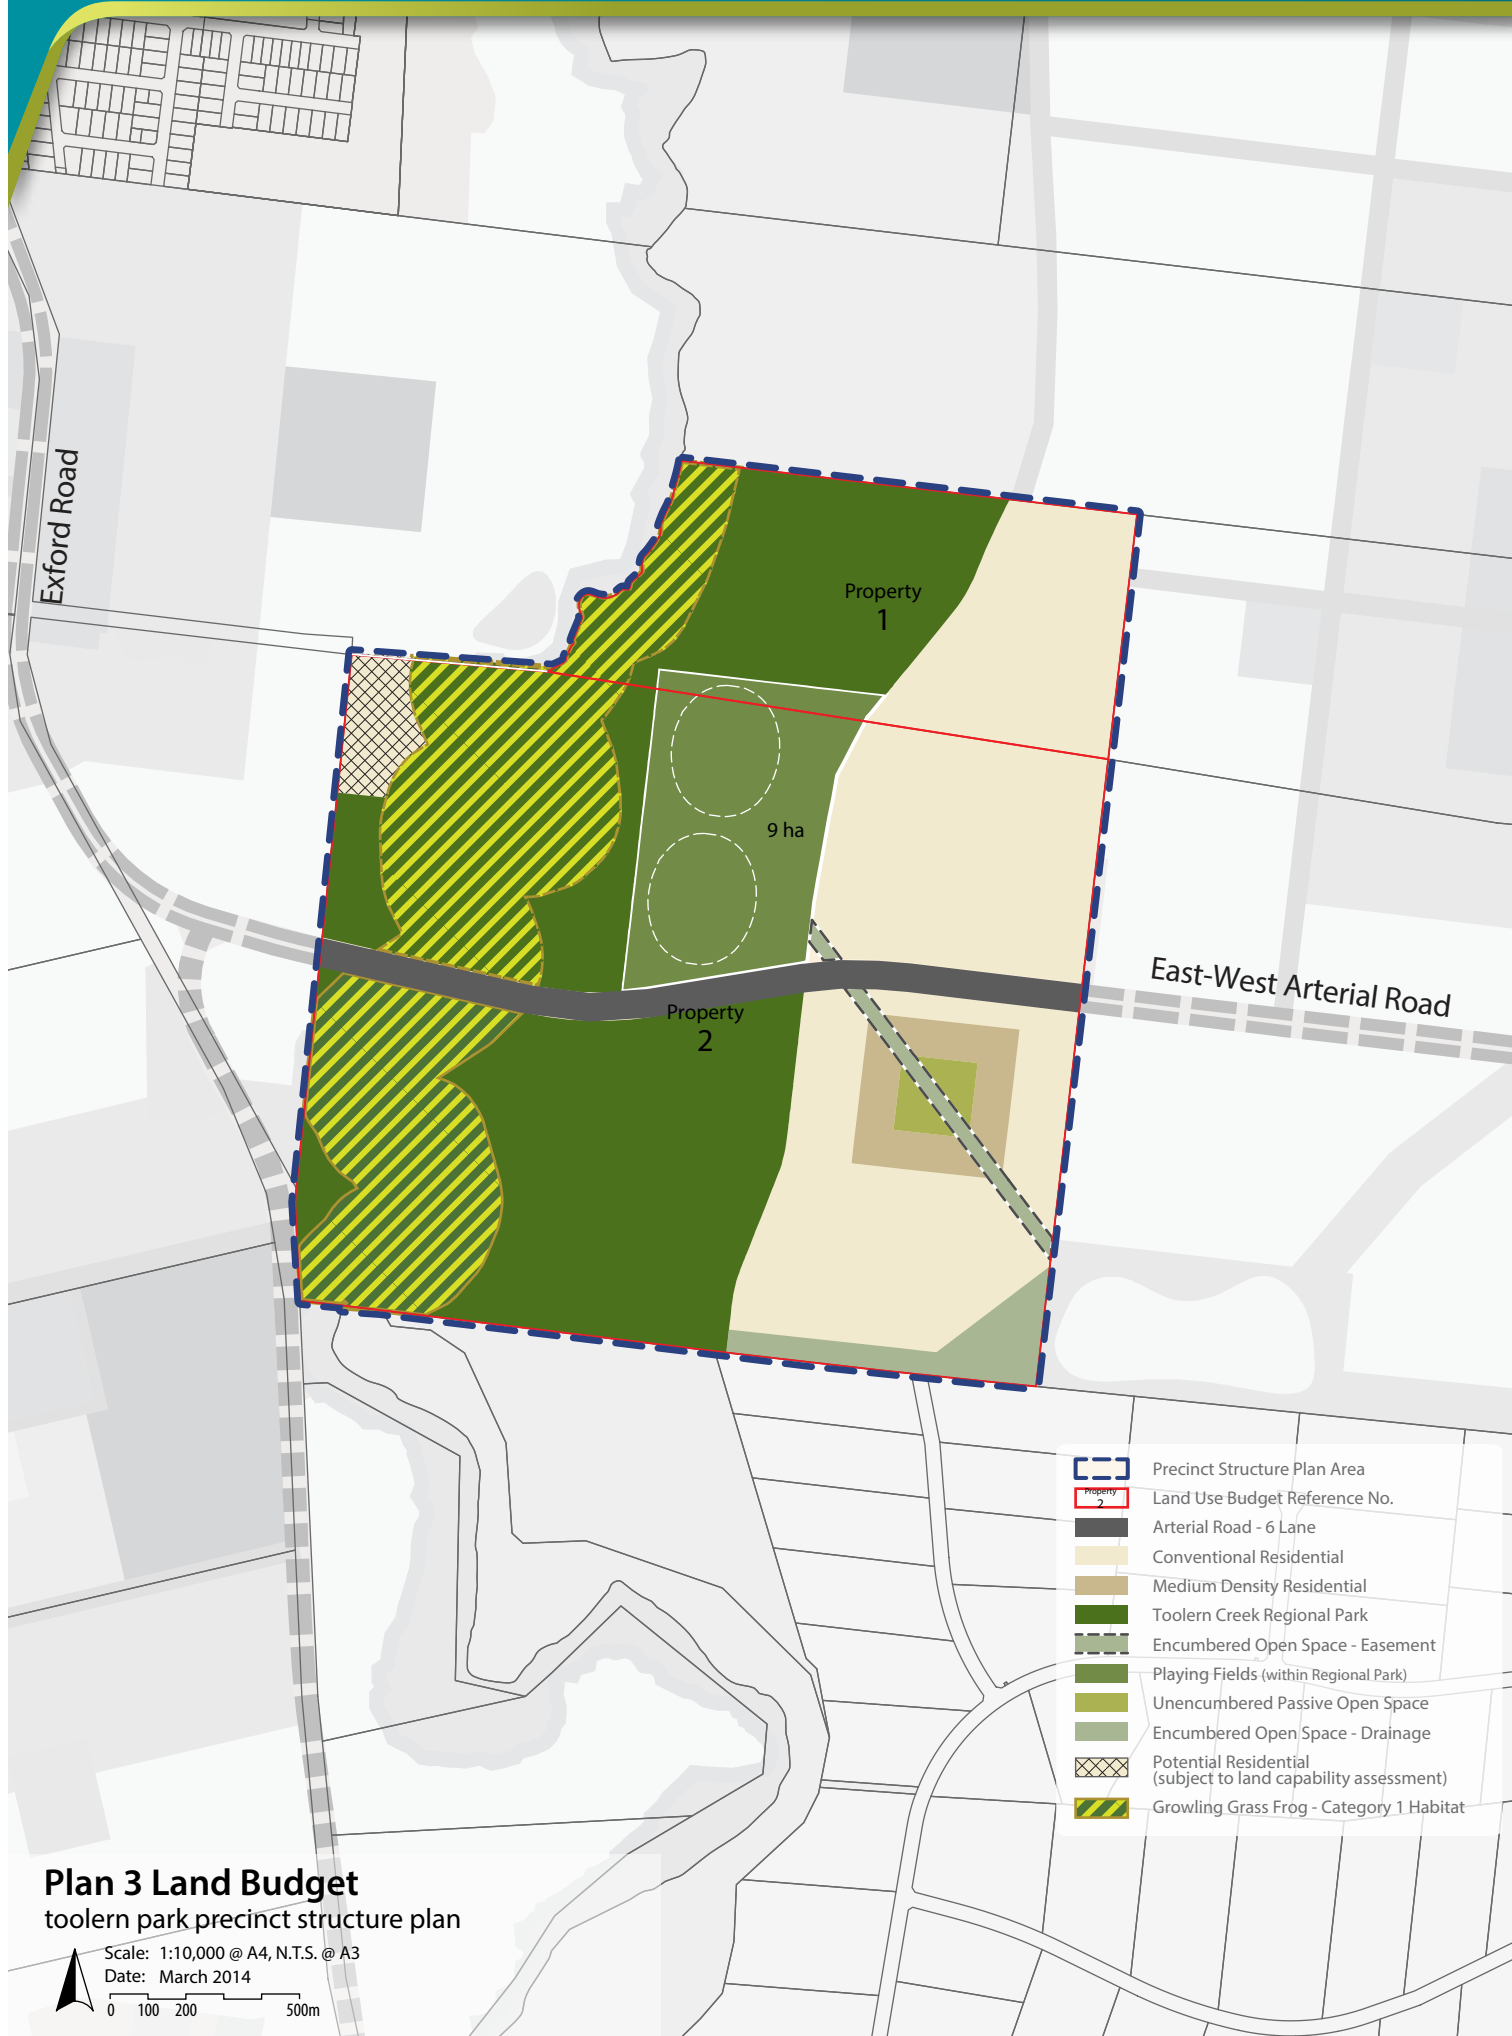 Exford Road
Property
1
9 ha
East-West Arterial Road
Property
2
Precinct Structure Plan Area
Property
2
Land Use Budget Reference No.
Arterial Road - 6 Lane
Conventional Residential
Medium Density Residential
Toolern Creek Regional Park
Encumbered Open Space - Easement
Playing Fields (within Regional Park)
Unencumbered Passive Open Space
Encumbered Open Space - Drainage
Potential Residential
(subject to land capability assessment)
Growling Grass Frog - Category 1 Habitat
Plan 3 Land Budget
toolern park precinct structure plan
Scale: 1:10,000 @ A4, N.T.S. @ A3
Date: March 2014
0 100 200 500m